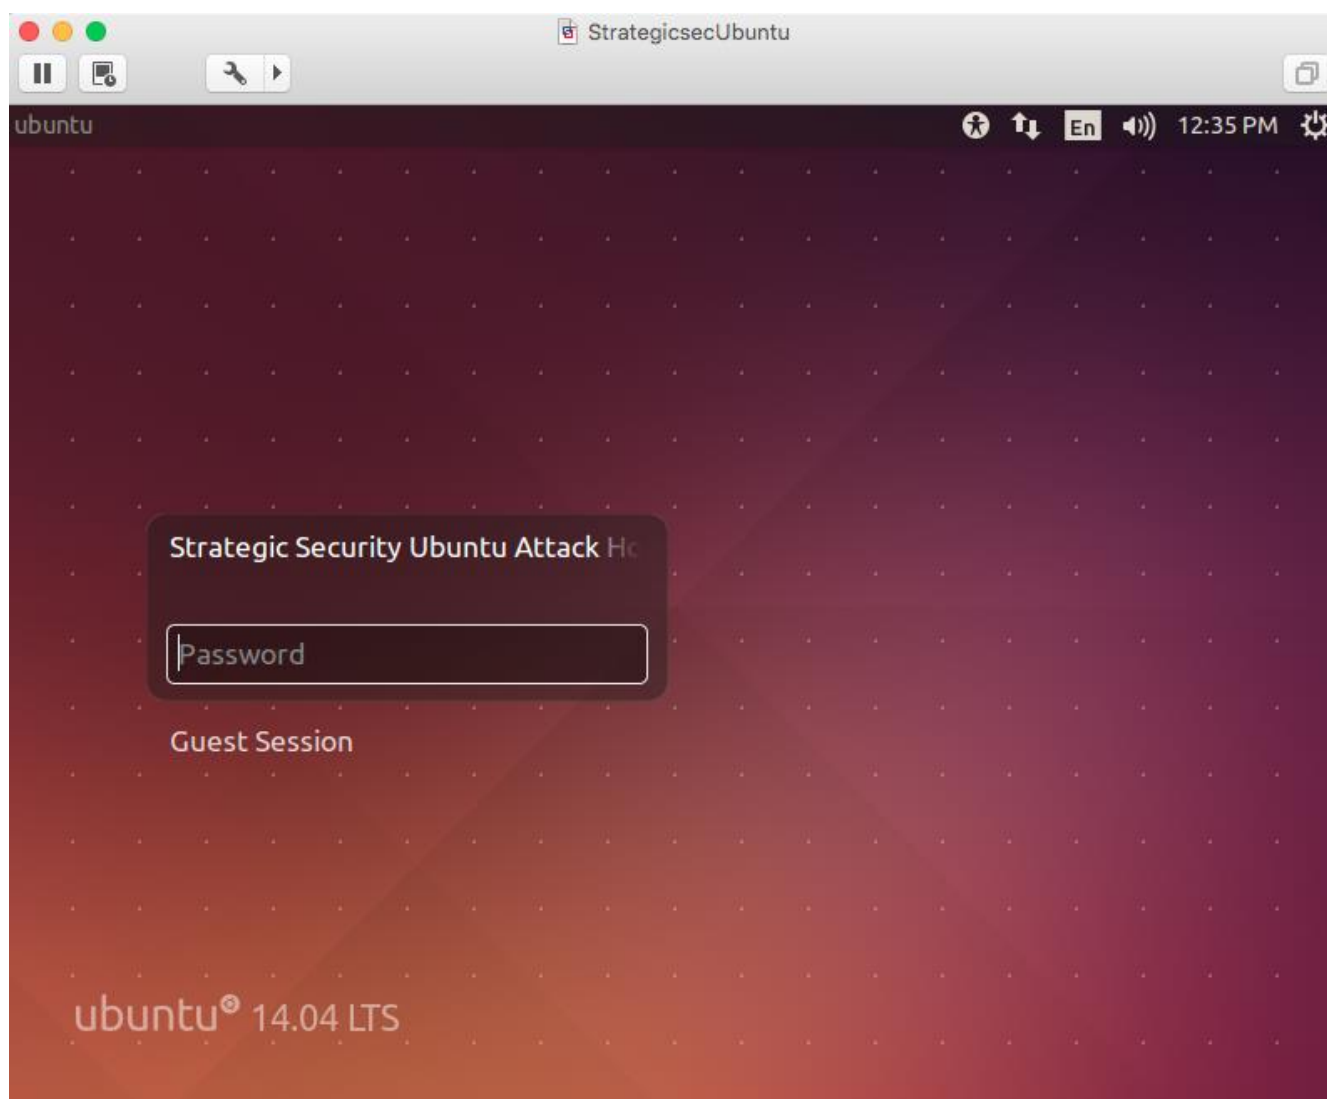 StrategicsecUbuntu
ubuntu En 12:35 PM
Strategic Security Ubuntu Attack
Password
Guest Session
ubuntu® 14.04 LTS